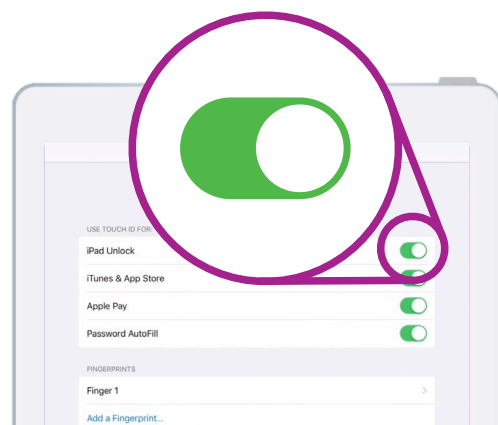 USE TOUCH ID FOR:
iPad Unlock
iTunes & App Store
Apple Pay
Password AutoFill
FINGERPRINTS
Finger 1
Add a Fingerprint...